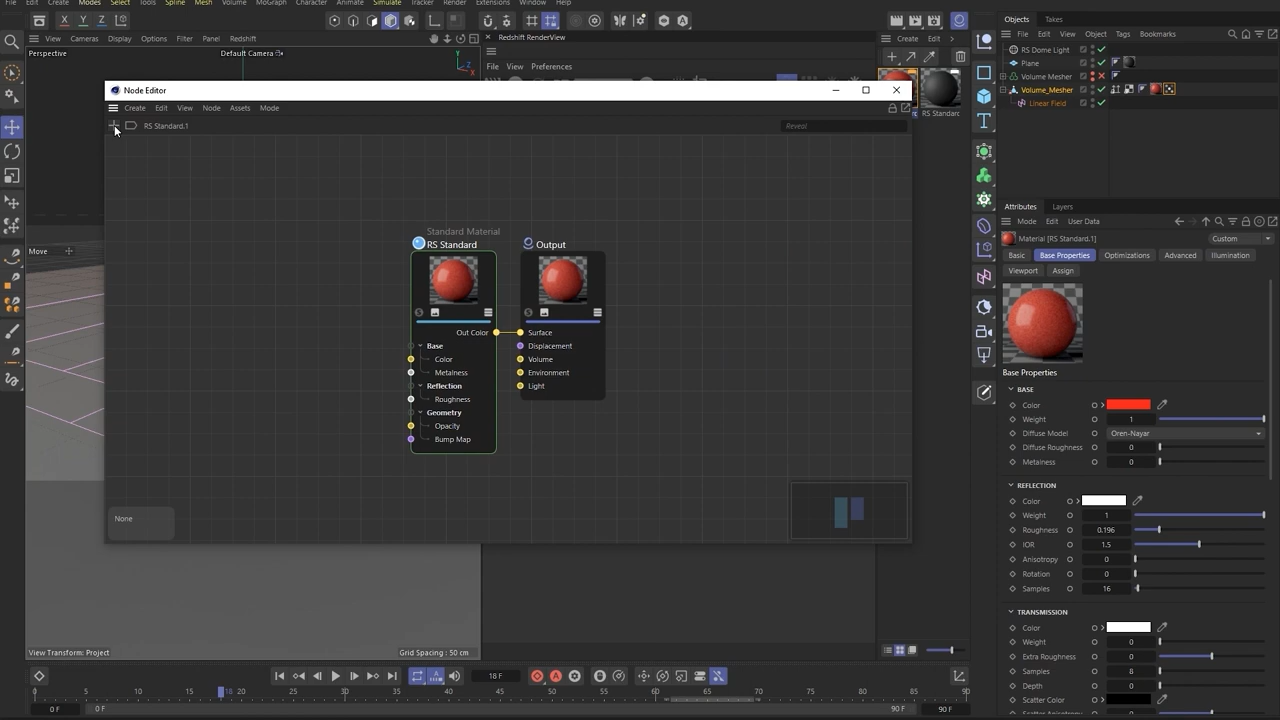 File Edit Create Modes Select Tools Spline Mesh Volume MoGraph Character Animate Simulate Tracker Render Extensions Window Help
X Y Z
Objects Takes
View Cameras Display Options Filter Panel Redshift
Redshift RenderView
Create Edit
File Edit View Object Tags Bookmarks
Perspective
Default Camera
Y
Z
X
File View Preferences
RS Dome Light
Plane
Volume Mesher
Volume_Mesher
Linear Field
RS Standarc
Node Editor
Create Edit View Node Assets Mode
RS Standard.1
Reveal
Move
Standard Material
RS Standard
Output
Out Color
Base
Color
Metalness
Reflection
Roughness
Geometry
Opacity
Bump Map
Surface
Displacement
Volume
Environment
Light
None
Attributes Layers
Mode Edit User Data
Material [RS Standard.1]
Custom
Basic Base Properties Optimizations Advanced Illumination
Viewport Assign
Base Properties
BASE
Color
Weight 1
Diffuse Model Oren-Nayar
Diffuse Roughness 0
Metalness 0
REFLECTION
Color
Weight 1
Roughness 0.196
IOR 1.5
Anisotropy 0
Rotation 0
Samples 16
TRANSMISSION
Color
Weight 0
Extra Roughness 0
Samples 8
Depth 0
Scatter Color
View Transform: Project
Grid Spacing : 50 cm
18 F
0 5 10 15 18 25 30 35 40 45 50 55 60 65 70 75 80 85 90
0 F 0 F 90 F 90 F